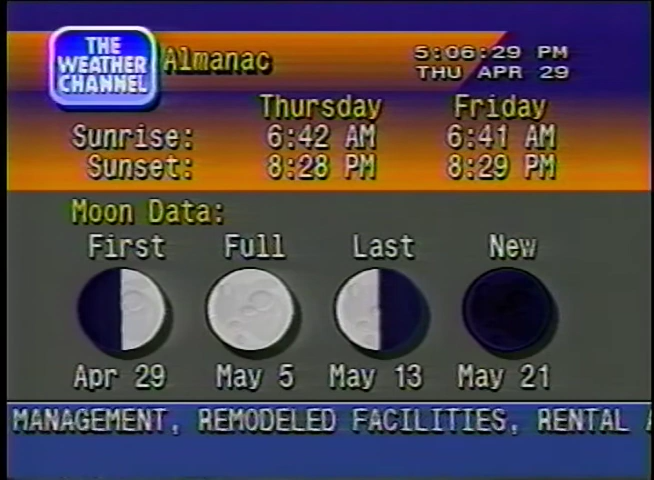 THE
WEATHER
CHANNEL
Almanac
5:06:29 PM
THU APR 29
Thursday Friday
Sunrise: 6:42 AM 6:41 AM
Sunset: 8:28 PM 8:29 PM
Moon Data:
First Full Last New
Apr 29 May 5 May 13 May 21
MANAGEMENT, REMODELED FACILITIES, RENTAL